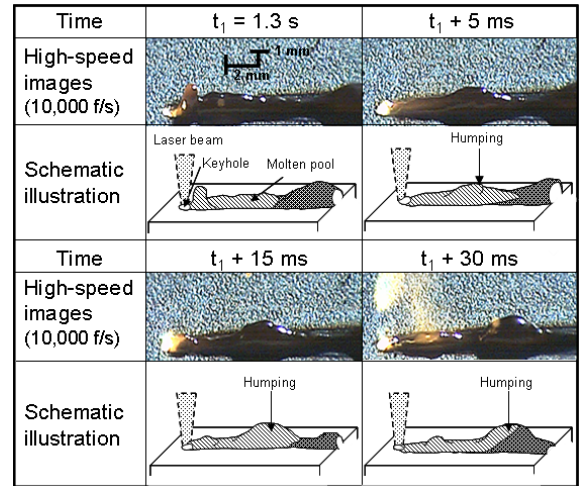 Time
t₁ = 1.3 s
t₁ + 5 ms
High-speed
images
(10,000 f/s)
1 mm
2 mm
Schematic
illustration
Laser beam
Keyhole
Molten pool
Humping
Time
t₁ + 15 ms
t₁ + 30 ms
High-speed
images
(10,000 f/s)
Schematic
illustration
Humping
Humping